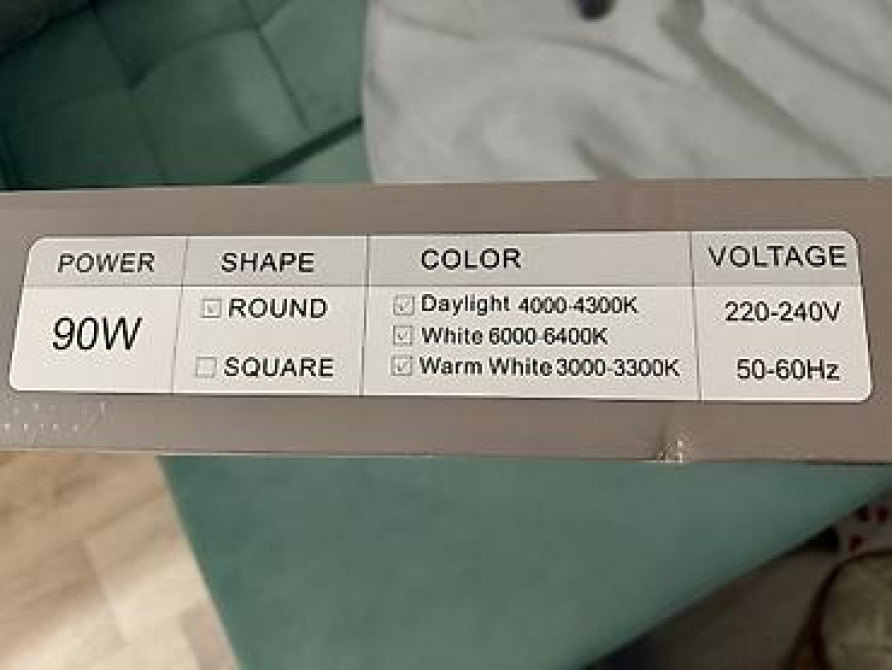 POWER SHAPE COLOR VOLTAGE
90W
ROUND
SQUARE
Daylight 4000-4300K
White 6000-6400K
Warm White 3000-3300K
220-240V
50-60Hz